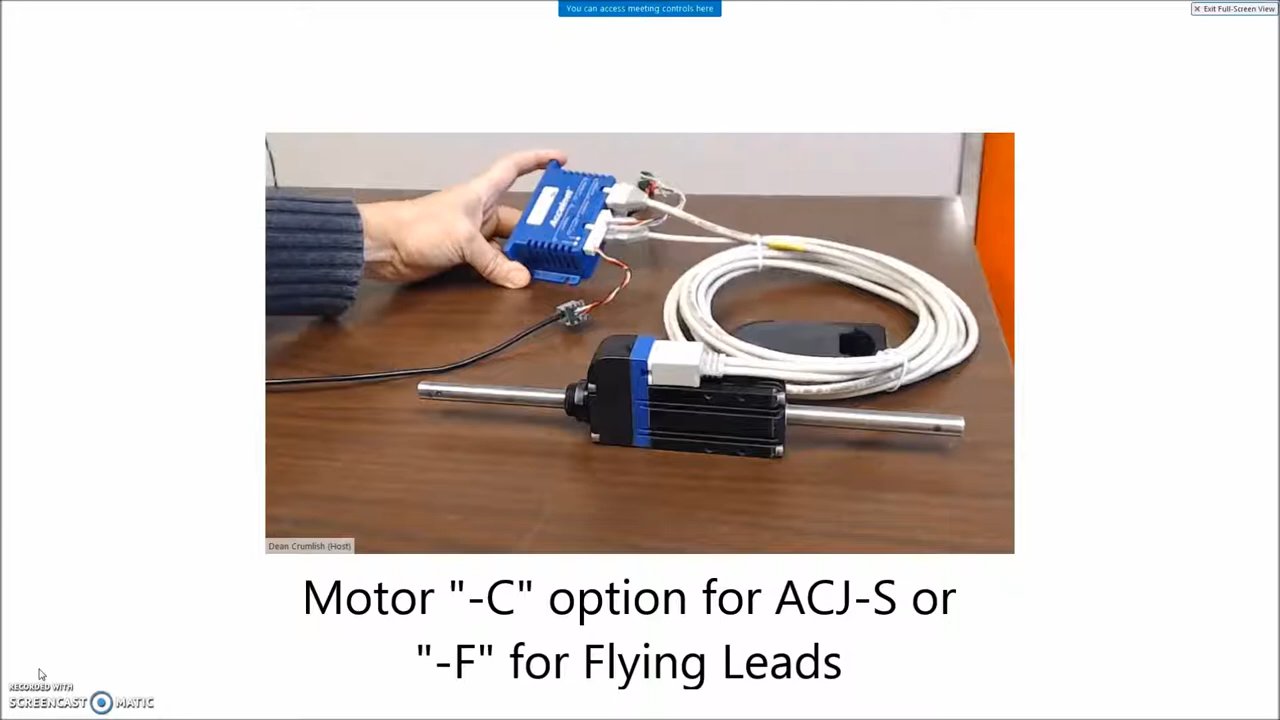 You can access meeting controls here
Exit Full-Screen View
Accelnet
Dean Crumlish (Host)
Motor "-C" option for ACJ-S or
"-F" for Flying Leads
RECORDED WITH
SCREENCAST MATIC